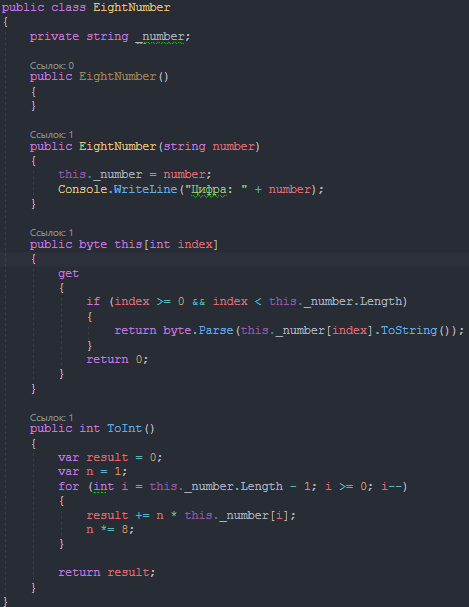 public class EightNumber
{
    private string _number;
    Ссылок: 0
    public EightNumber()
    {
    }
    Ссылок: 1
    public EightNumber(string number)
    {
        this._number = number;
        Console.WriteLine("Цифра: " + number);
    }
    Ссылок: 1
    public byte this[int index]
    {
        get
        {
            if (index >= 0 && index < this._number.Length)
            {
                return byte.Parse(this._number[index].ToString());
            }
            return 0;
        }
    }
    Ссылок: 1
    public int ToInt()
    {
        var result = 0;
        var n = 1;
        for (int i = this._number.Length - 1; i >= 0; i--)
        {
            result += n * this._number[i];
            n *= 8;
        }
        return result;
    }
}